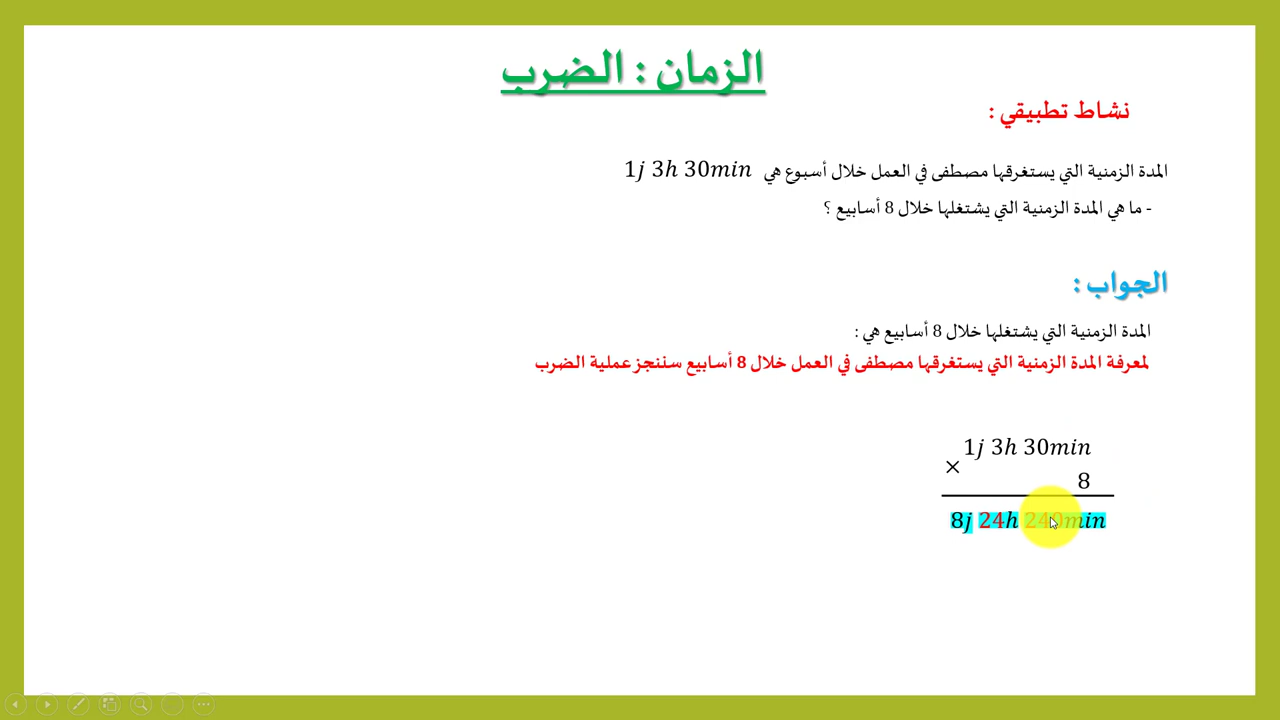 الزمان : الضرب
نشاط تطبيقي :
المدة الزمنية التي يستغرقها مصطفى في العمل خلال أسبوع هي 1j 3h 30min
- ما هي المدة الزمنية التي يشتغلها خلال 8 أسابيع ؟
الجواب :
المدة الزمنية التي يشتغلها خلال 8 أسابيع هي :
لمعرفة المدة الزمنية التي يستغرقها مصطفى في العمل خلال 8 أسابيع سننجز عملية الضرب
1j 3h 30min
×
8
8j 24h 240min